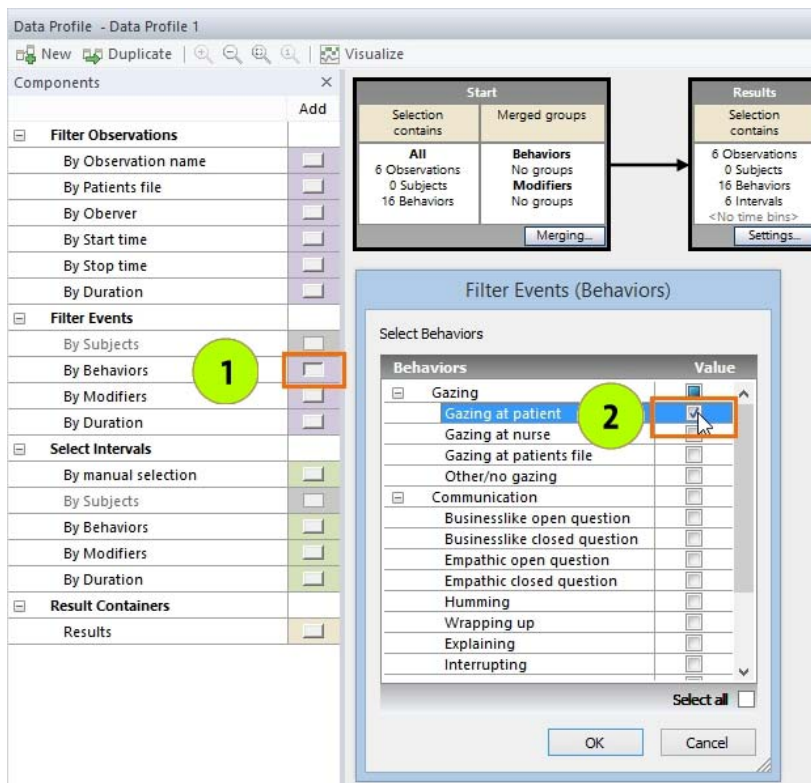 Data Profile - Data Profile 1
New Duplicate Visualize
Components
Add
Filter Observations
By Observation name
By Patients file
By Oberver
By Start time
By Stop time
By Duration
Filter Events
By Subjects
By Behaviors
By Modifiers
By Duration
Select Intervals
By manual selection
By Subjects
By Behaviors
By Modifiers
By Duration
Result Containers
Results
1
Start
Selection contains
Merged groups
All
6 Observations
0 Subjects
16 Behaviors
Behaviors
No groups
Modifiers
No groups
Merging...
Results
Selection contains
6 Observations
0 Subjects
16 Behaviors
6 Intervals
<No time bins>
Settings...
Filter Events (Behaviors)
Select Behaviors
Behaviors Value
Gazing
Gazing at patient
2
Gazing at nurse
Gazing at patients file
Other/no gazing
Communication
Businesslike open question
Businesslike closed question
Empathic open question
Empathic closed question
Humming
Wrapping up
Explaining
Interrupting
Select all
OK Cancel